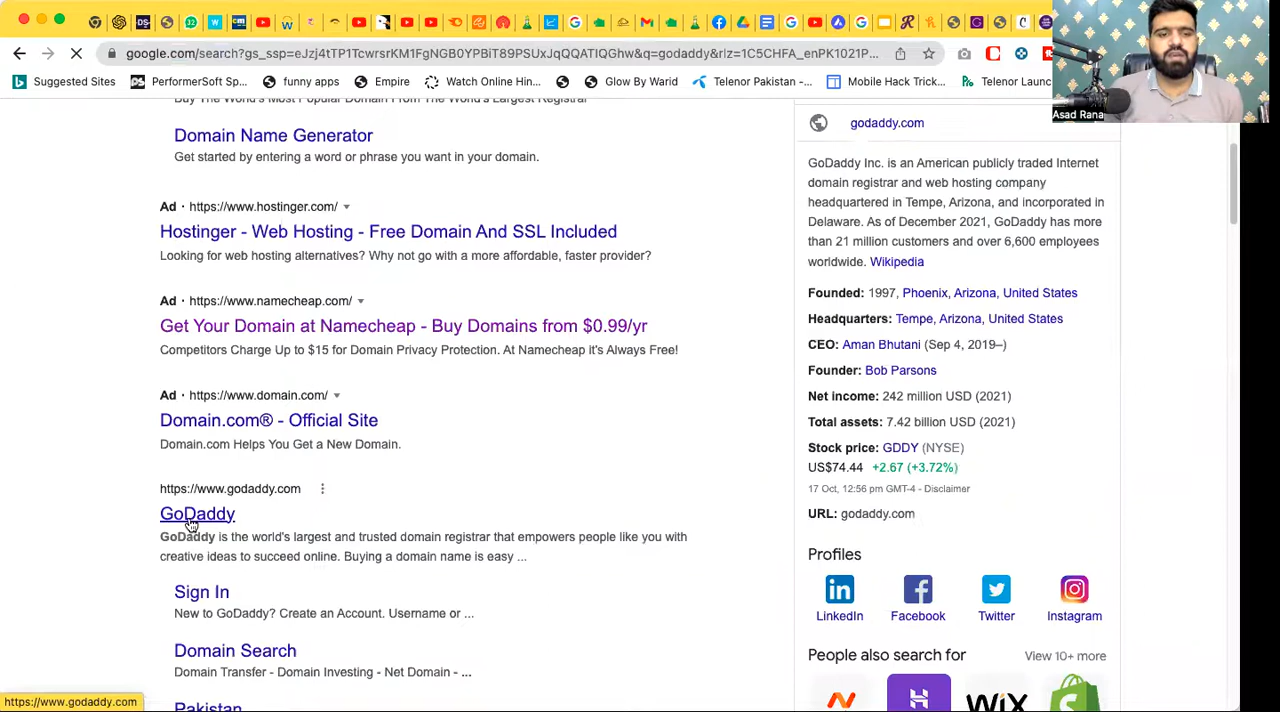 google.com/search?gs_ssp=eJzj4tTP1TcwrsrKM1FgNGB0YPBiT89PSUxJqQQATIQGhw&q=godaddy&rlz=1C5CHFA_enPK1021P...
Suggested Sites
PerformerSoft Sp...
funny apps
Empire
Watch Online Hin...
Glow By Warid
Telenor Pakistan -...
Mobile Hack Trick...
Telenor Launc
Asad Rana
Buy The World's Most Popular Domain From The World's Largest Registrar
Domain Name Generator
Get started by entering a word or phrase you want in your domain.
Ad · https://www.hostinger.com/
Hostinger - Web Hosting - Free Domain And SSL Included
Looking for web hosting alternatives? Why not go with a more affordable, faster provider?
Ad · https://www.namecheap.com/
Get Your Domain at Namecheap - Buy Domains from $0.99/yr
Competitors Charge Up to $15 for Domain Privacy Protection. At Namecheap it's Always Free!
Ad · https://www.domain.com/
Domain.com® - Official Site
Domain.com Helps You Get a New Domain.
https://www.godaddy.com
GoDaddy
GoDaddy is the world's largest and trusted domain registrar that empowers people like you with
creative ideas to succeed online. Buying a domain name is easy ...
Sign In
New to GoDaddy? Create an Account. Username or ...
Domain Search
Domain Transfer - Domain Investing - Net Domain - ...
Pakistan
https://www.godaddy.com
godaddy.com
GoDaddy Inc. is an American publicly traded Internet
domain registrar and web hosting company
headquartered in Tempe, Arizona, and incorporated in
Delaware. As of December 2021, GoDaddy has more
than 21 million customers and over 6,600 employees
worldwide. Wikipedia
Founded: 1997, Phoenix, Arizona, United States
Headquarters: Tempe, Arizona, United States
CEO: Aman Bhutani (Sep 4, 2019–)
Founder: Bob Parsons
Net income: 242 million USD (2021)
Total assets: 7.42 billion USD (2021)
Stock price: GDDY (NYSE)
US$74.44 +2.67 (+3.72%)
17 Oct, 12:56 pm GMT-4 - Disclaimer
URL: godaddy.com
Profiles
LinkedIn
Facebook
Twitter
Instagram
People also search for
View 10+ more
WiX